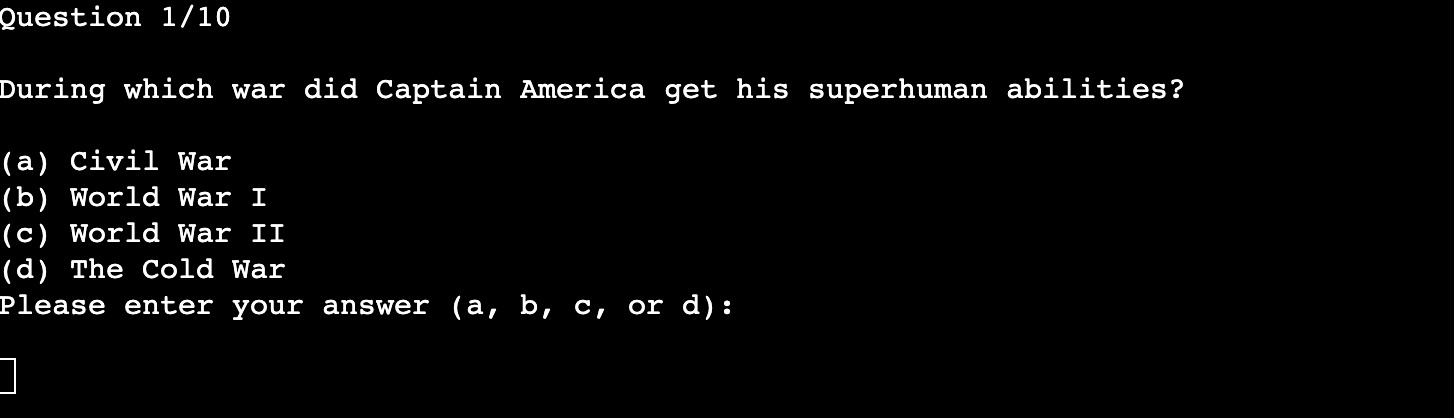 Question 1/10
During which war did Captain America get his superhuman abilities?
(a) Civil War
(b) World War I
(c) World War II
(d) The Cold War
Please enter your answer (a, b, c, or d):